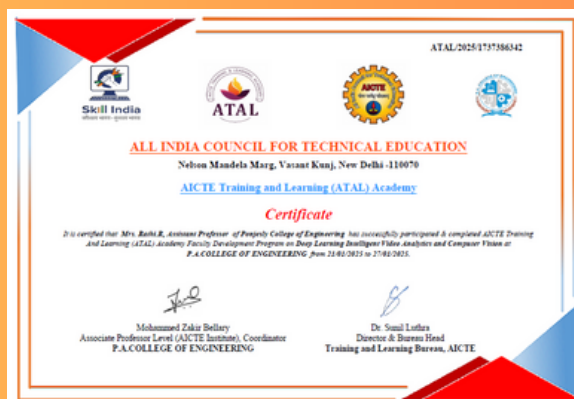 ATAL/2025/1737386342
Skill India
कौशल भारत - कुशल भारत
ATAL
AICTE
ALL INDIA COUNCIL FOR TECHNICAL EDUCATION
Nelson Mandela Marg, Vasant Kunj, New Delhi -110070
AICTE Training and Learning (ATAL) Academy
Certificate
It is certified that Mrs. Rathi.R, Assistant Professor of Ponjesly College of Engineering has successfully participated & completed AICTE Training
And Learning (ATAL) Academy Faculty Development Program on Deep Learning Intelligent Video Analytics and Computer Vision at
P.A.COLLEGE OF ENGINEERING from 21/01/2025 to 27/01/2025.
Mohammed Zakir Bellary
Associate Professor Level (AICTE Institute), Coordinator
P.A.COLLEGE OF ENGINEERING
Dr. Sunil Luthra
Director & Bureau Head
Training and Learning Bureau, AICTE